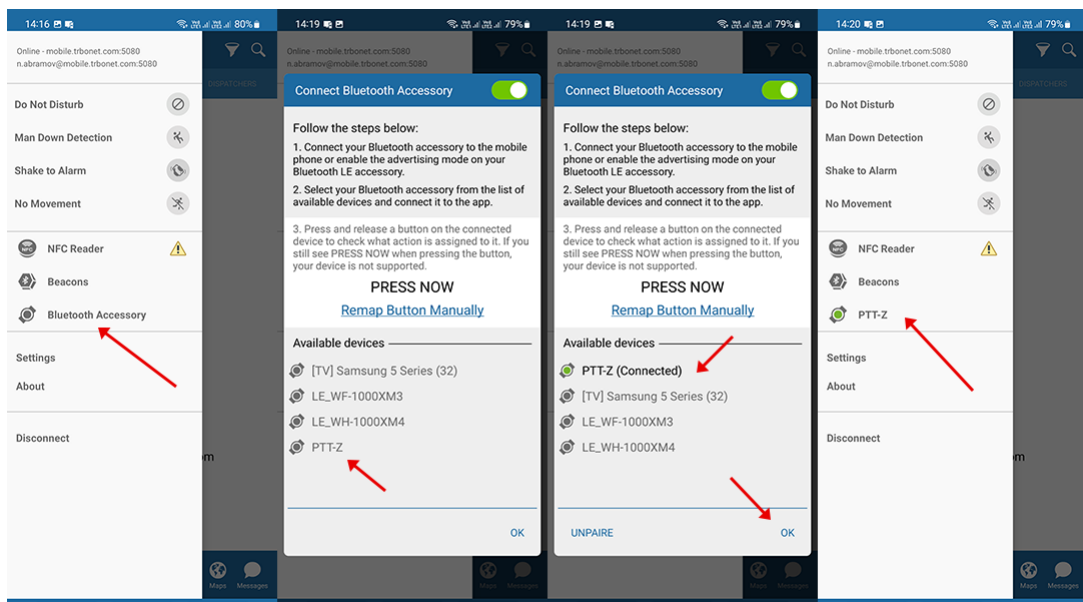 14:16
80%
Online - mobile.trbonet.com:5080
n.abramov@mobile.trbonet.com:5080
DISPATCHERS
Do Not Disturb
Man Down Detection
Shake to Alarm
No Movement
NFC
NFC Reader
Beacons
Bluetooth Accessory
Settings
About
Disconnect
om
Maps
Messages
14:19
79%
Online - mobile.trbonet.com:5080
n.abramov@mobile.trbonet.com:5080
Connect Bluetooth Accessory
Follow the steps below:
1. Connect your Bluetooth accessory to the mobile
phone or enable the advertising mode on your
Bluetooth LE accessory.
2. Select your Bluetooth accessory from the list of
available devices and connect it to the app.
3. Press and release a button on the connected
device to check what action is assigned to it. If you
still see PRESS NOW when pressing the button,
your device is not supported.
PRESS NOW
Remap Button Manually
Available devices
[TV] Samsung 5 Series (32)
LE_WF-1000XM3
LE_WH-1000XM4
PTT-Z
OK
Maps
Messages
14:19
79%
Online - mobile.trbonet.com:5080
n.abramov@mobile.trbonet.com:5080
Connect Bluetooth Accessory
Follow the steps below:
1. Connect your Bluetooth accessory to the mobile
phone or enable the advertising mode on your
Bluetooth LE accessory.
2. Select your Bluetooth accessory from the list of
available devices and connect it to the app.
3. Press and release a button on the connected
device to check what action is assigned to it. If you
still see PRESS NOW when pressing the button,
your device is not supported.
PRESS NOW
Remap Button Manually
Available devices
PTT-Z (Connected)
[TV] Samsung 5 Series (32)
LE_WF-1000XM3
LE_WH-1000XM4
UNPAIRE
OK
Maps
Messages
14:20
79%
Online - mobile.trbonet.com:5080
n.abramov@mobile.trbonet.com:5080
DISPATCHERS
Do Not Disturb
Man Down Detection
Shake to Alarm
No Movement
NFC
NFC Reader
Beacons
PTT-Z
Settings
About
Disconnect
om
Maps
Messages